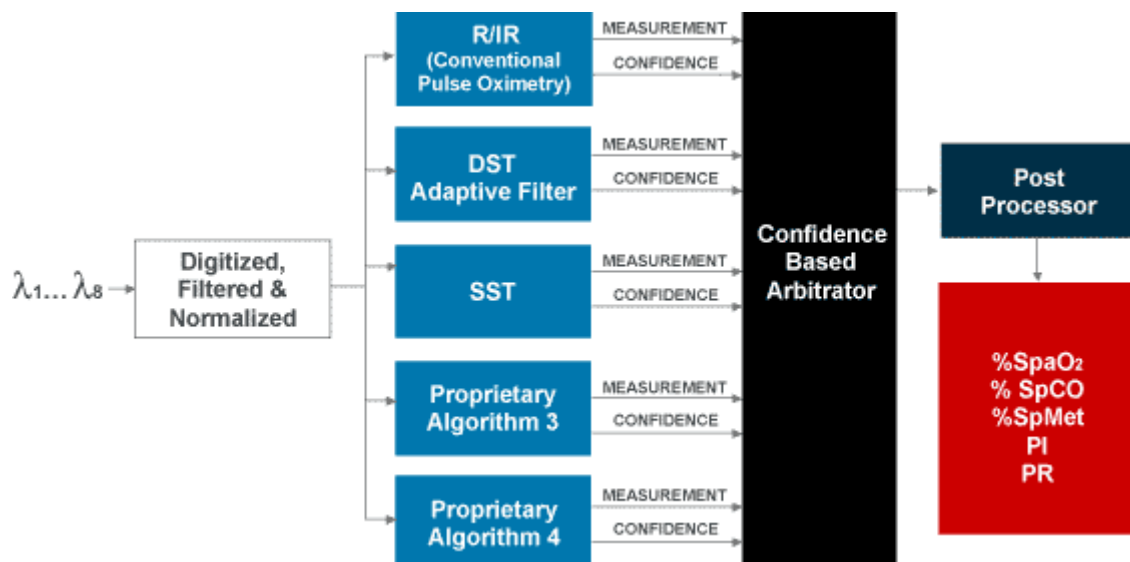 λ1... λ8
Digitized,
Filtered &
Normalized
R/IR
(Conventional
Pulse Oximetry)
MEASUREMENT
CONFIDENCE
DST
Adaptive Filter
MEASUREMENT
CONFIDENCE
SST
MEASUREMENT
CONFIDENCE
Proprietary
Algorithm 3
MEASUREMENT
CONFIDENCE
Proprietary
Algorithm 4
MEASUREMENT
CONFIDENCE
Confidence
Based
Arbitrator
Post
Processor
%SpaO₂
% SpCO
%SpMet
PI
PR